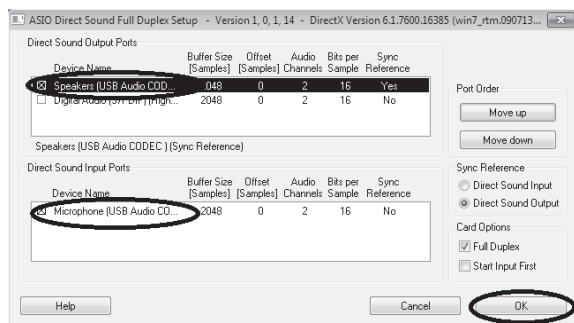 ASIO Direct Sound Full Duplex Setup - Version 1, 0, 1, 14 - DirectX Version 6.1.7600.16385 (win7_rtm.090713...
Direct Sound Output Ports
Device Name Buffer Size [Samples] Offset [Samples] Audio Channels Bits per Sample Sync Reference
Speakers (USB Audio COD... 2048 0 2 16 Yes
Digital Audio (S/PDIF) (High... 2048 0 2 16 No
Speakers (USB Audio CODEC ) (Sync Reference)
Direct Sound Input Ports
Device Name Buffer Size [Samples] Offset [Samples] Audio Channels Bits per Sample Sync Reference
Microphone (USB Audio CO... 2048 0 2 16 No
Port Order
Move up
Move down
Sync Reference
Direct Sound Input
Direct Sound Output
Card Options
Full Duplex
Start Input First
Help
Cancel
OK